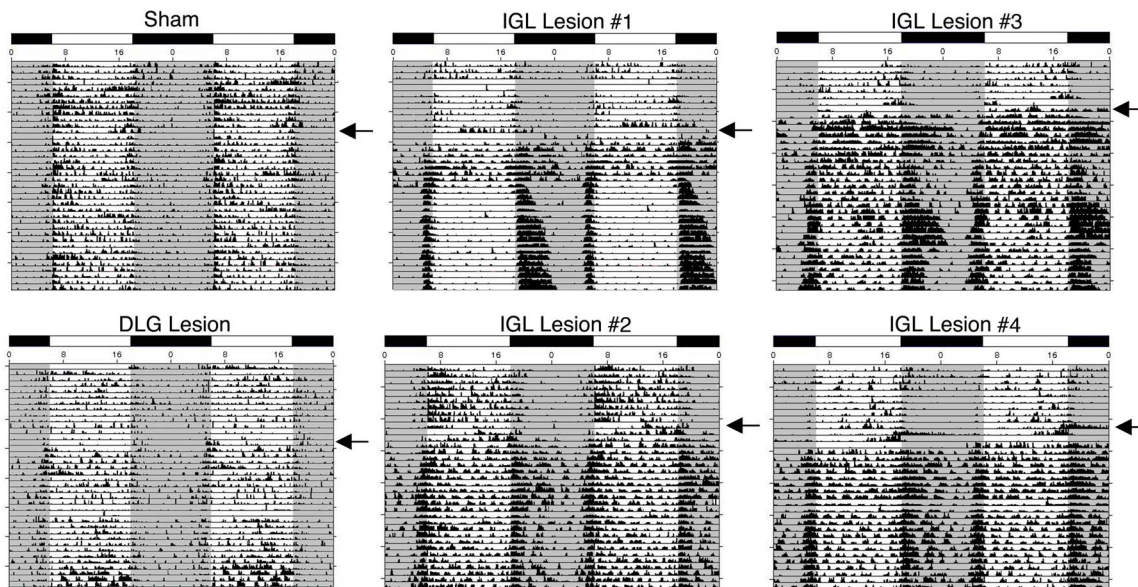 Sham
0 8 16 0 8 16 0
IGL Lesion #1
0 8 16 0 8 16 0
IGL Lesion #3
0 8 16 0 8 16 0
DLG Lesion
0 8 16 0 8 16 0
IGL Lesion #2
0 8 16 0 8 16 0
IGL Lesion #4
0 8 16 0 8 16 0